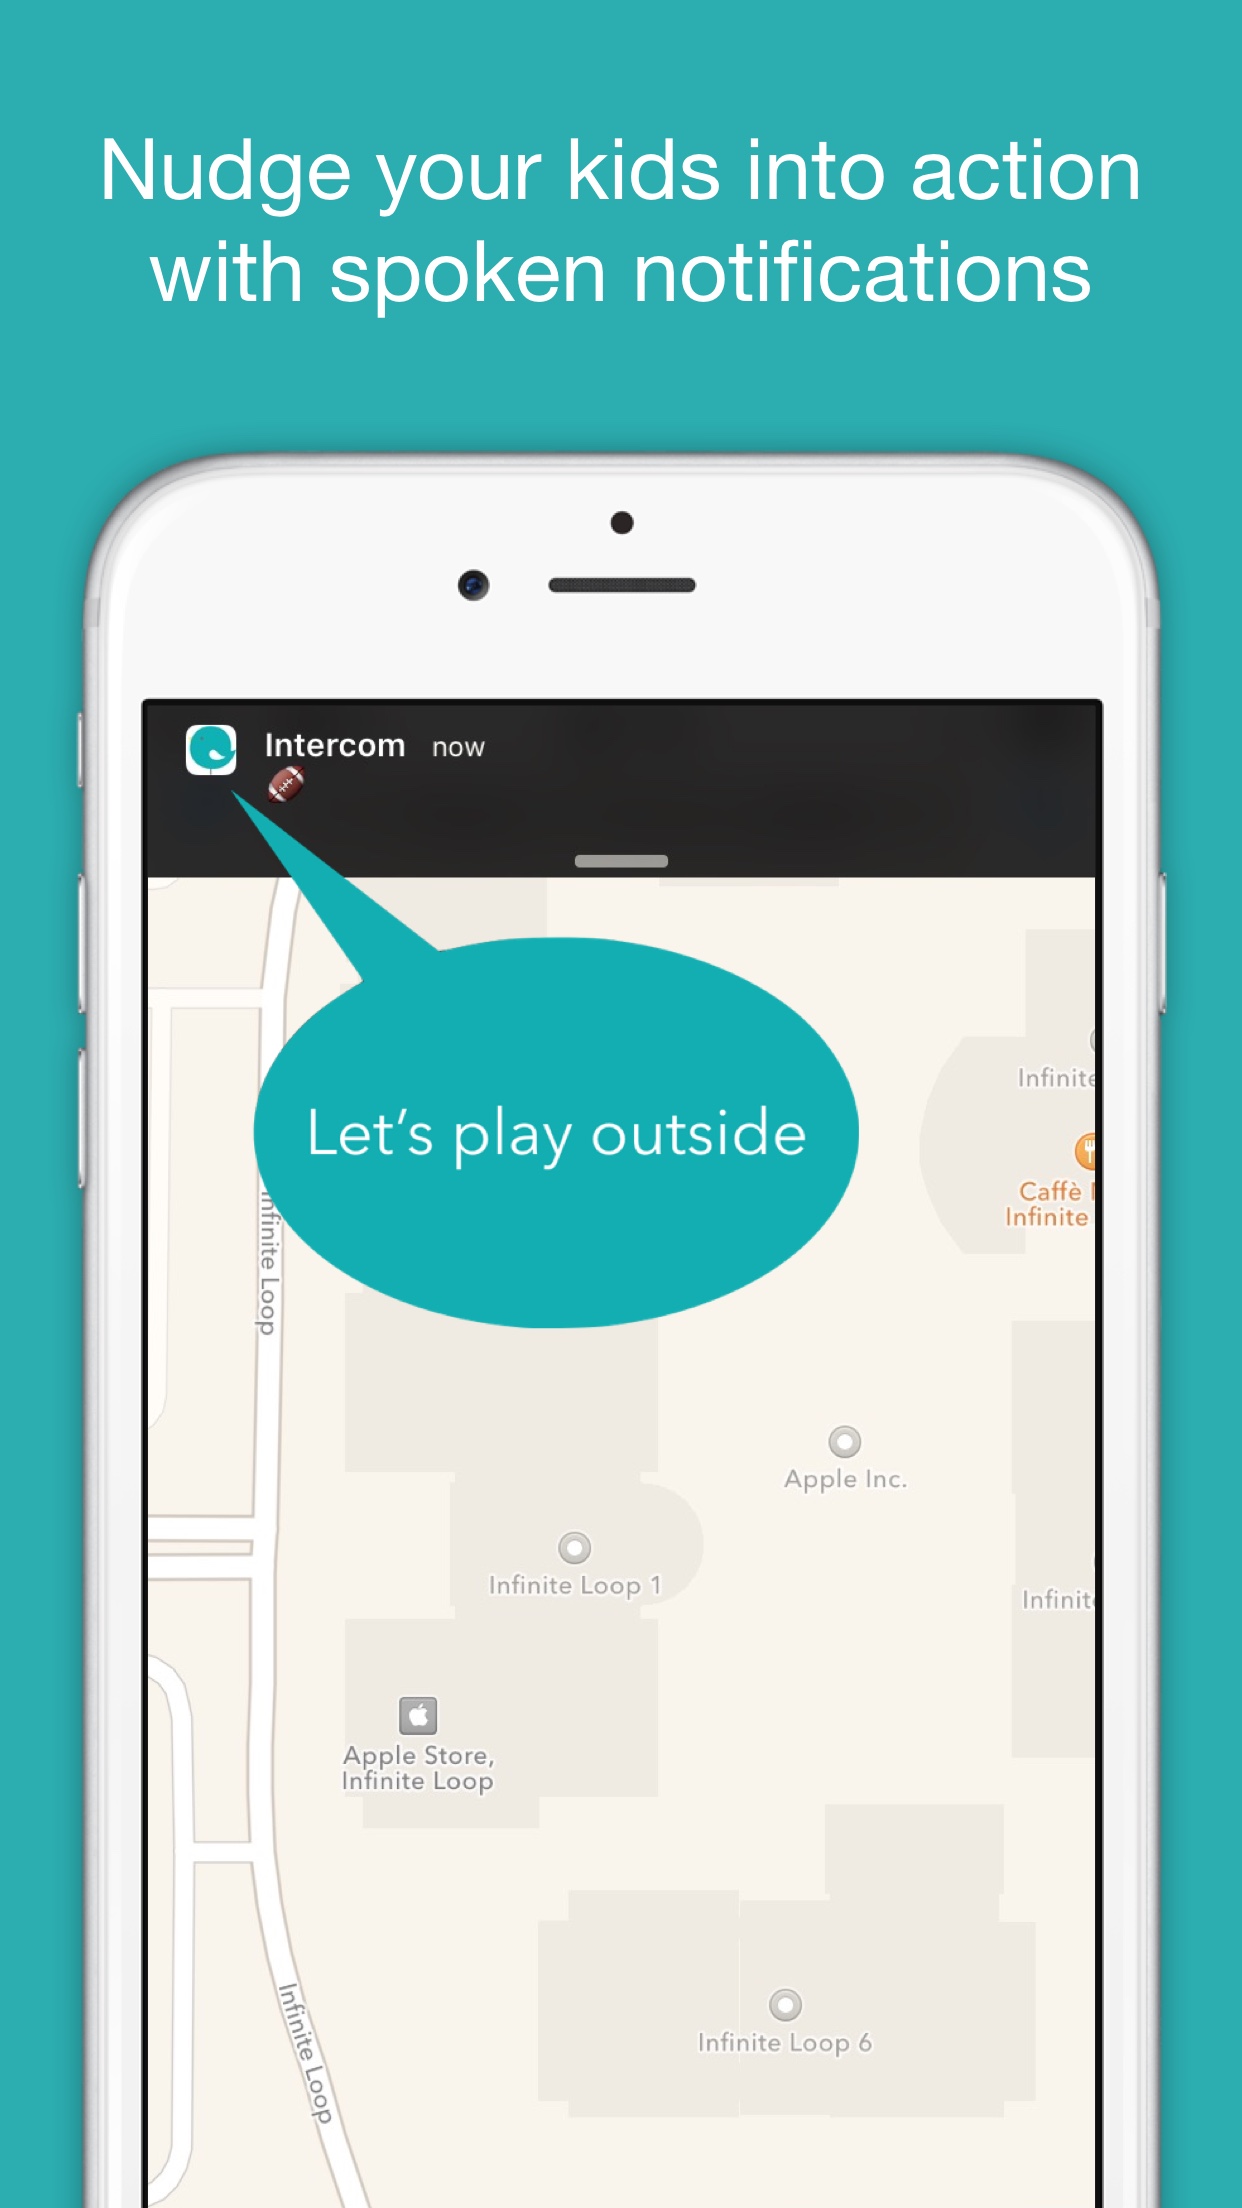 Nudge your kids into action
with spoken notifications
Intercom now
Let's play outside
Infinite
Caffè
Infinite
Infinite Loop
Apple Inc.
Infinite Loop 1
Infinit
Apple Store,
Infinite Loop
Infinite Loop 6
Infinite Loop